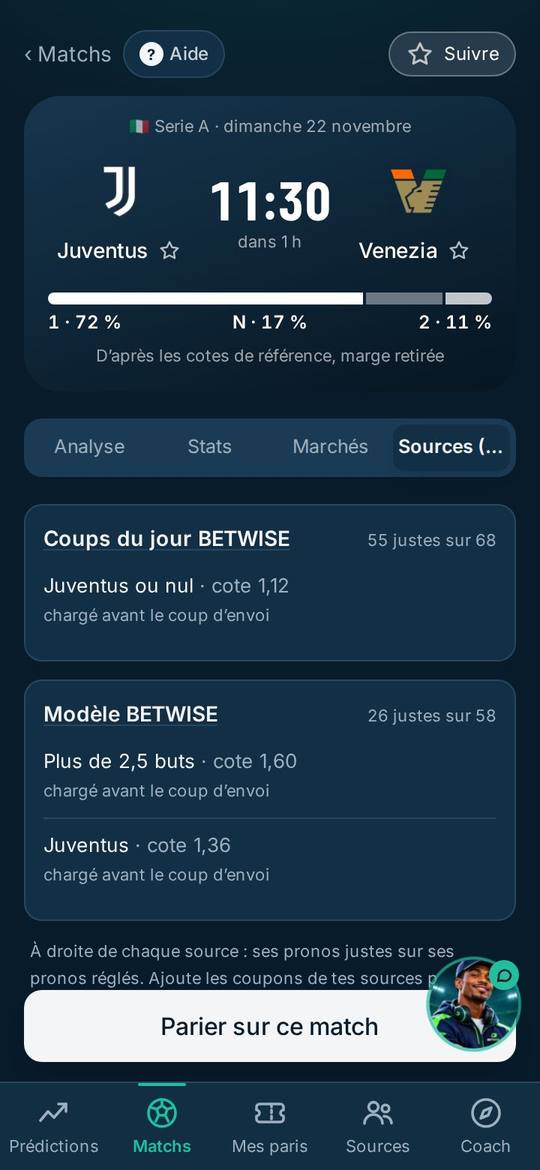 ‹ Matchs
? Aide
Suivre
Serie A · dimanche 22 novembre
11:30
dans 1 h
Juventus
Venezia
1 · 72 %
N · 17 %
2 · 11 %
D’après les cotes de référence, marge retirée
Analyse
Stats
Marchés
Sources (…
Coups du jour BETWISE
55 justes sur 68
Juventus ou nul · cote 1,12
chargé avant le coup d’envoi
Modèle BETWISE
26 justes sur 58
Plus de 2,5 buts · cote 1,60
chargé avant le coup d’envoi
Juventus · cote 1,36
chargé avant le coup d’envoi
À droite de chaque source : ses pronos justes sur ses
pronos réglés. Ajoute les coupons de tes sources
Parier sur ce match
Prédictions
Matchs
Mes paris
Sources
Coach